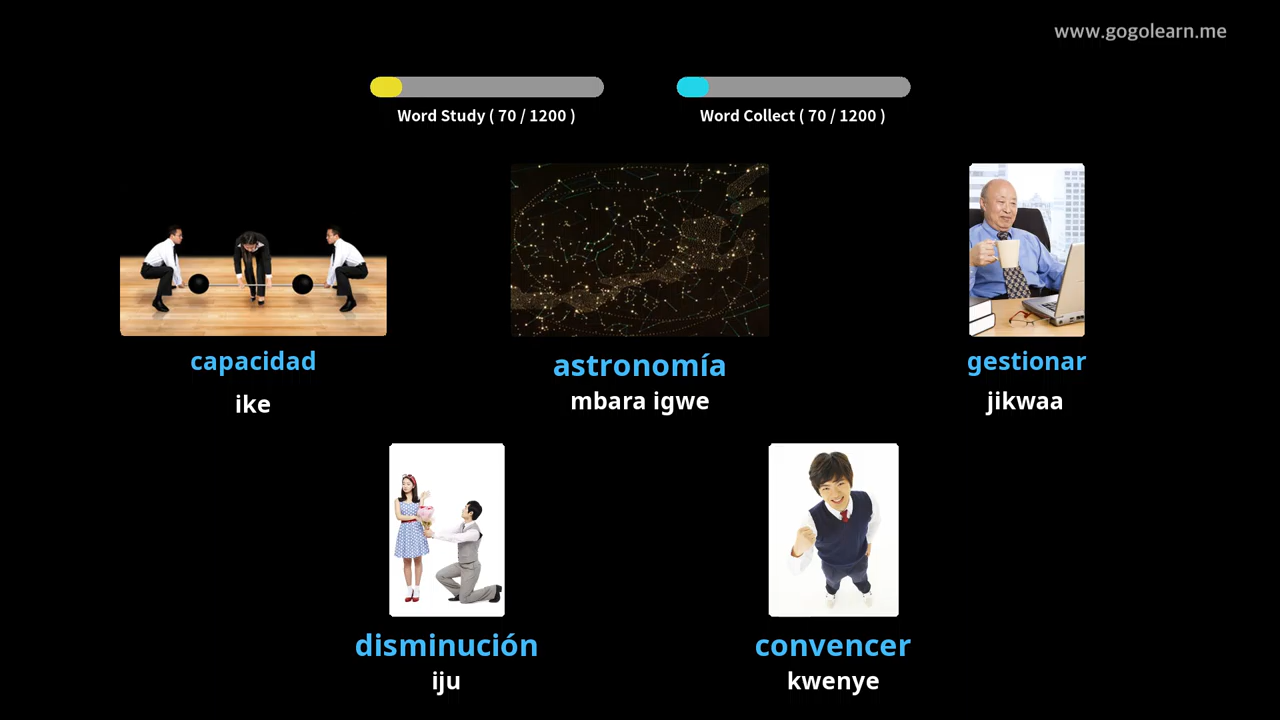 www.gogolearn.me
Word Study ( 70 / 1200 )
Word Collect ( 70 / 1200 )
capacidad
ike
astronomía
mbara igwe
gestionar
jikwaa
disminución
iju
convencer
kwenye